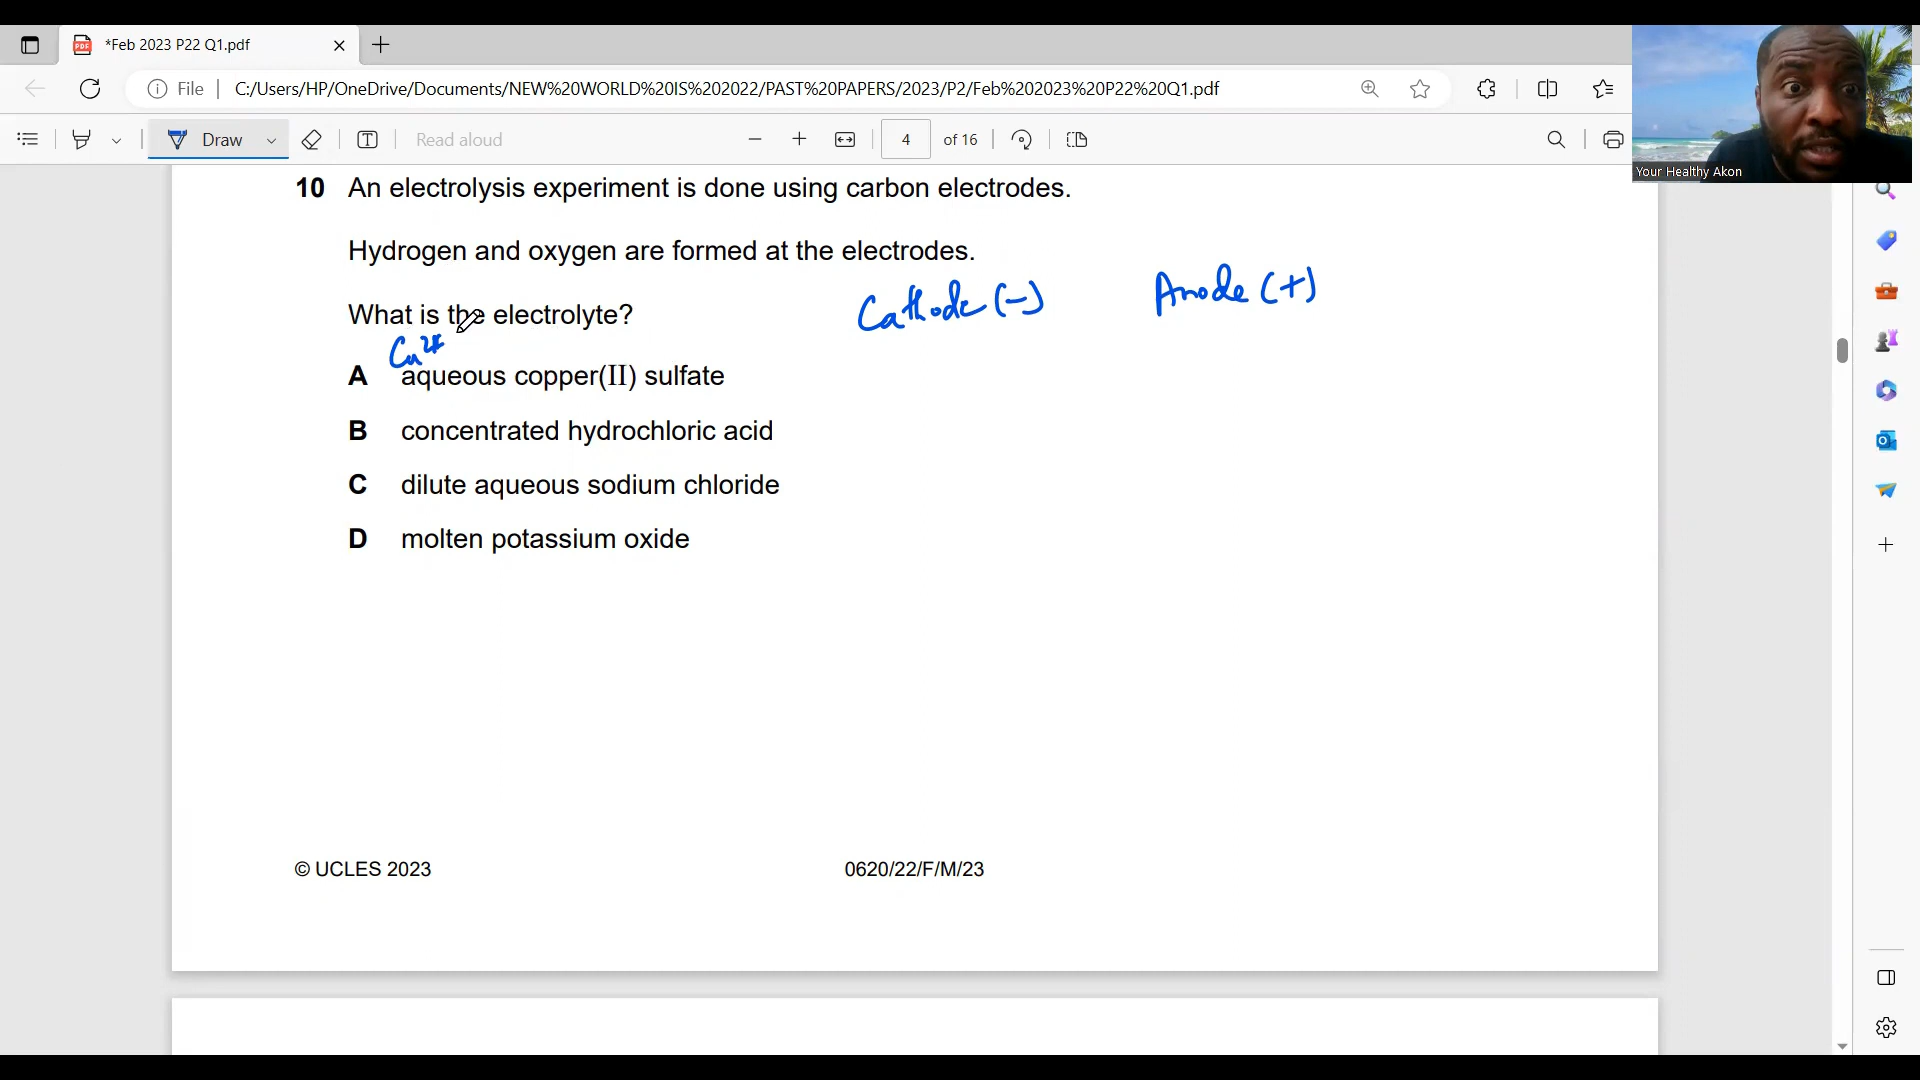 *Feb 2023 P22 Q1.pdf
File C:/Users/HP/OneDrive/Documents/NEW%20WORLD%20IS%202022/PAST%20PAPERS/2023/P2/Feb%202023%20P22%20Q1.pdf
Draw Read aloud 4 of 16
Your Healthy Akon
10 An electrolysis experiment is done using carbon electrodes.
Hydrogen and oxygen are formed at the electrodes.
Cathode (-) Anode (+)
What is the electrolyte?
Cu²⁺
A aqueous copper(II) sulfate
B concentrated hydrochloric acid
C dilute aqueous sodium chloride
D molten potassium oxide
© UCLES 2023 0620/22/F/M/23